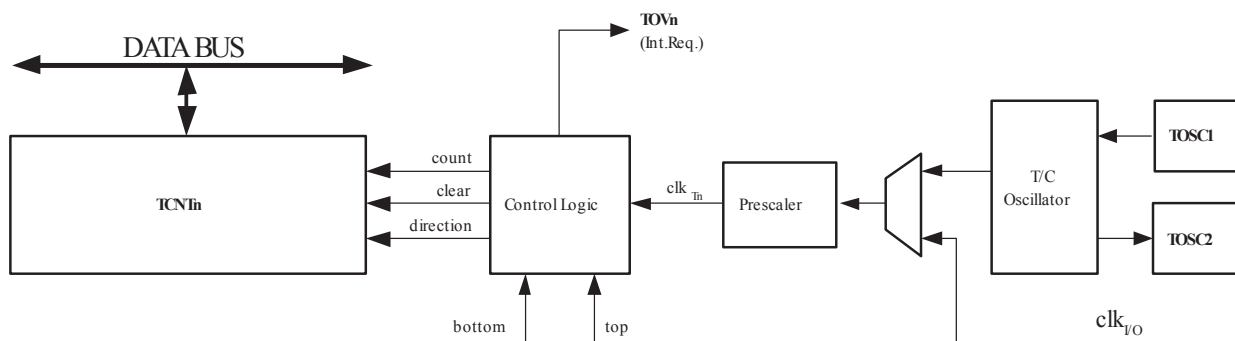 TOVn
(Int.Req.)
DATA BUS
TOSC1
count
T/C
Oscillator
clk Tn
TCNTn
clear
Control Logic
Prescaler
direction
TOSC2
bottom
top
clkI/O